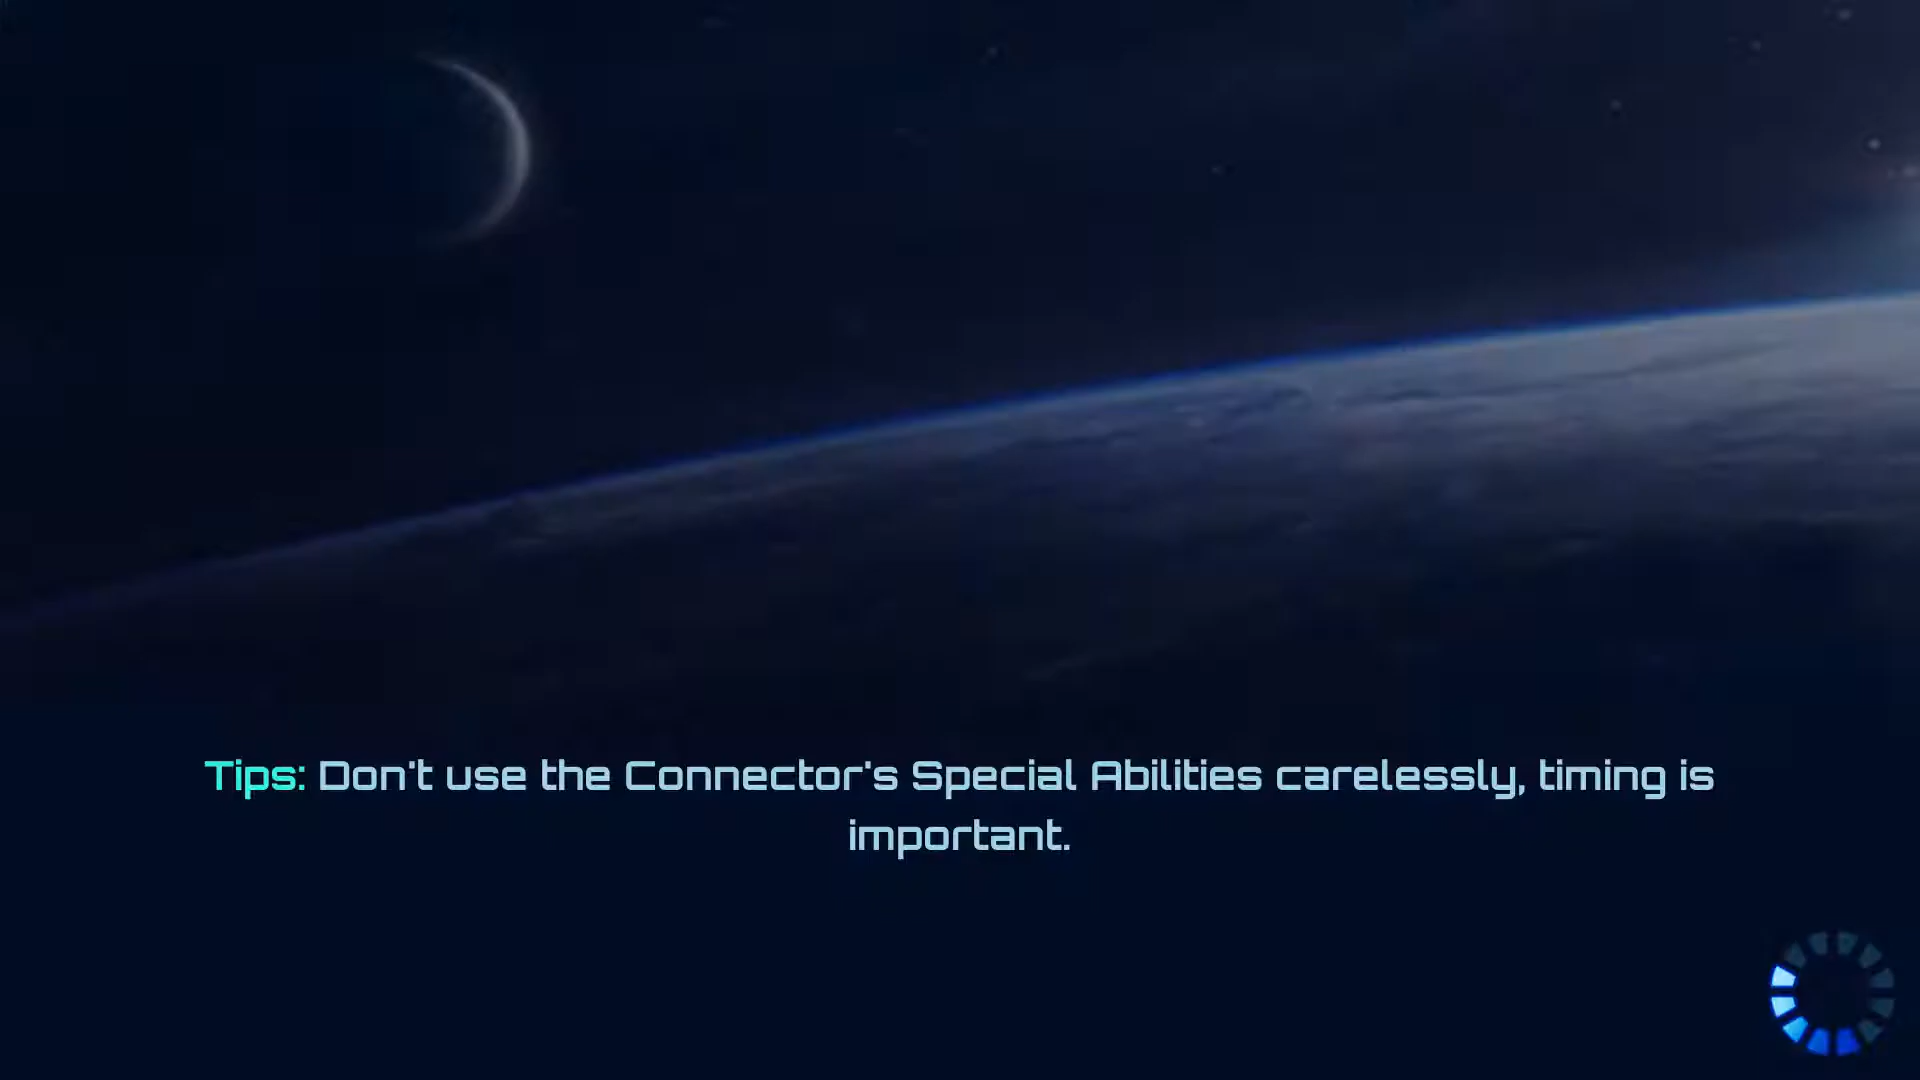 Tips: Don't use the Connector's Special Abilities carelessly, timing is
important.